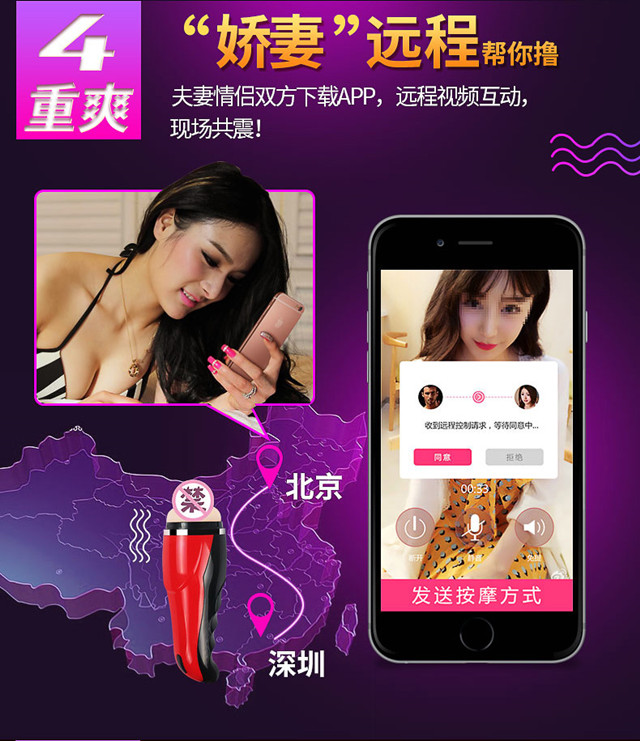 4
重爽
“娇妻”远程帮你撸
夫妻情侣双方下载APP，远程视频互动，
现场共震！
收到远程控制请求，等待同意中...
同意
拒绝
00:33
发送按摩方式
北京
禁
深圳